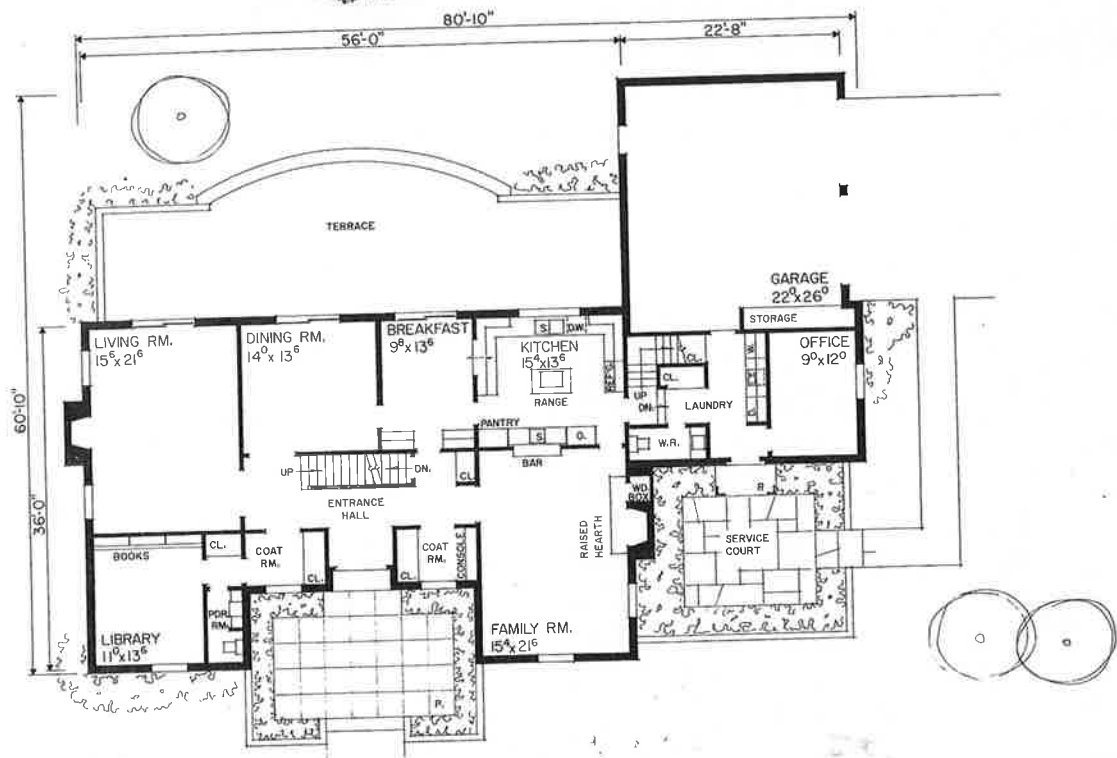 80'-10"
56'-0"
22'-8"
60'-10"
36'-0"
TERRACE
GARAGE
22⁰x26⁰
STORAGE
LIVING RM.
15⁶x21⁶
DINING RM.
14⁰x13⁶
BREAKFAST
9⁸x13⁶
S.
D.W.
KITCHEN
15⁴x13⁶
REF'G.
RANGE
CL.
CL.
UP
DN.
LAUNDRY
W.
D.
OFFICE
9⁰x12⁰
PANTRY
S.
O.
W.R.
BAR
UP
DN.
CL.
ENTRANCE
HALL
RAISED
HEARTH
WD.
BOX
SERVICE
COURT
BOOKS
CL.
COAT
RM.
CL.
CL.
COAT
RM.
CONSOLE
LIBRARY
11⁰x13⁶
PDR.
RM.
FAMILY RM.
15⁴x21⁶
P.